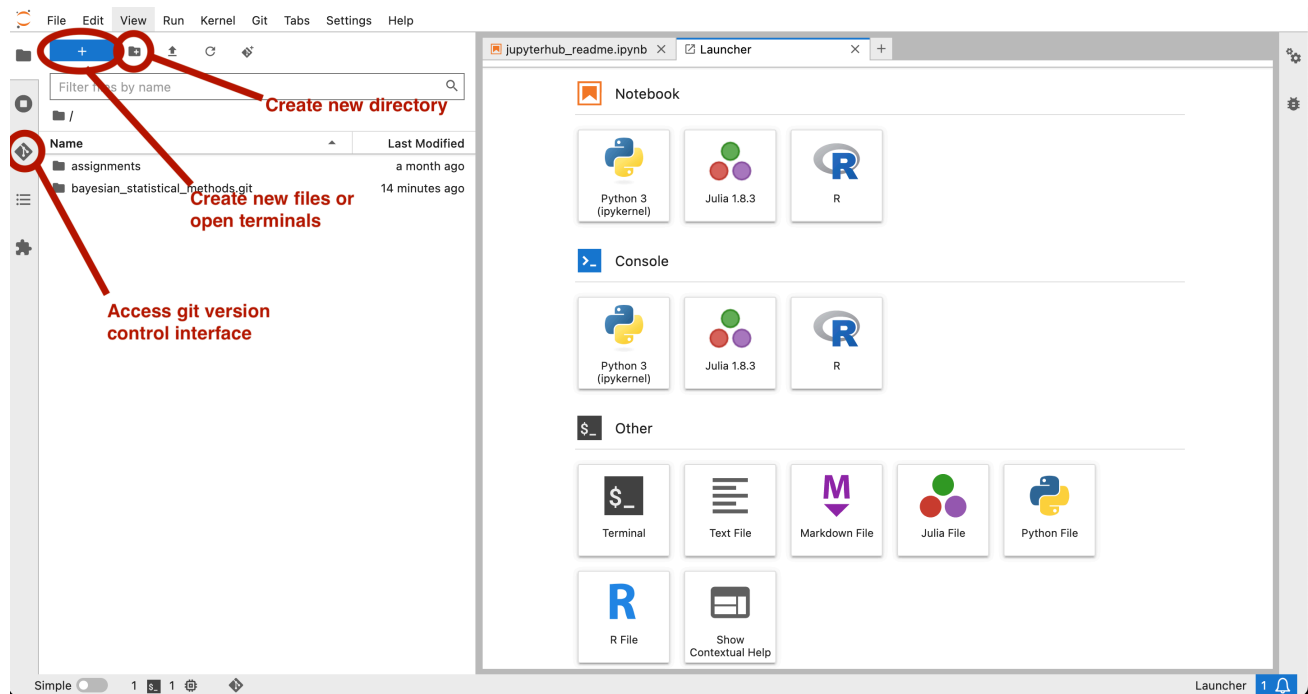 File Edit View Run Kernel Git Tabs Settings Help
jupyterhub_readme.ipynb
Launcher
Filter files by name
Create new directory
/
Name
Last Modified
assignments
a month ago
bayesian_statistical_methods.git
14 minutes ago
Create new files or
open terminals
Access git version
control interface
Notebook
Python 3
(ipykernel)
Julia 1.8.3
R
Console
Python 3
(ipykernel)
Julia 1.8.3
R
$_ Other
$_
Terminal
Text File
M
Markdown File
Julia File
Python File
R
R File
Show
Contextual Help
Simple
1
1
Launcher
1